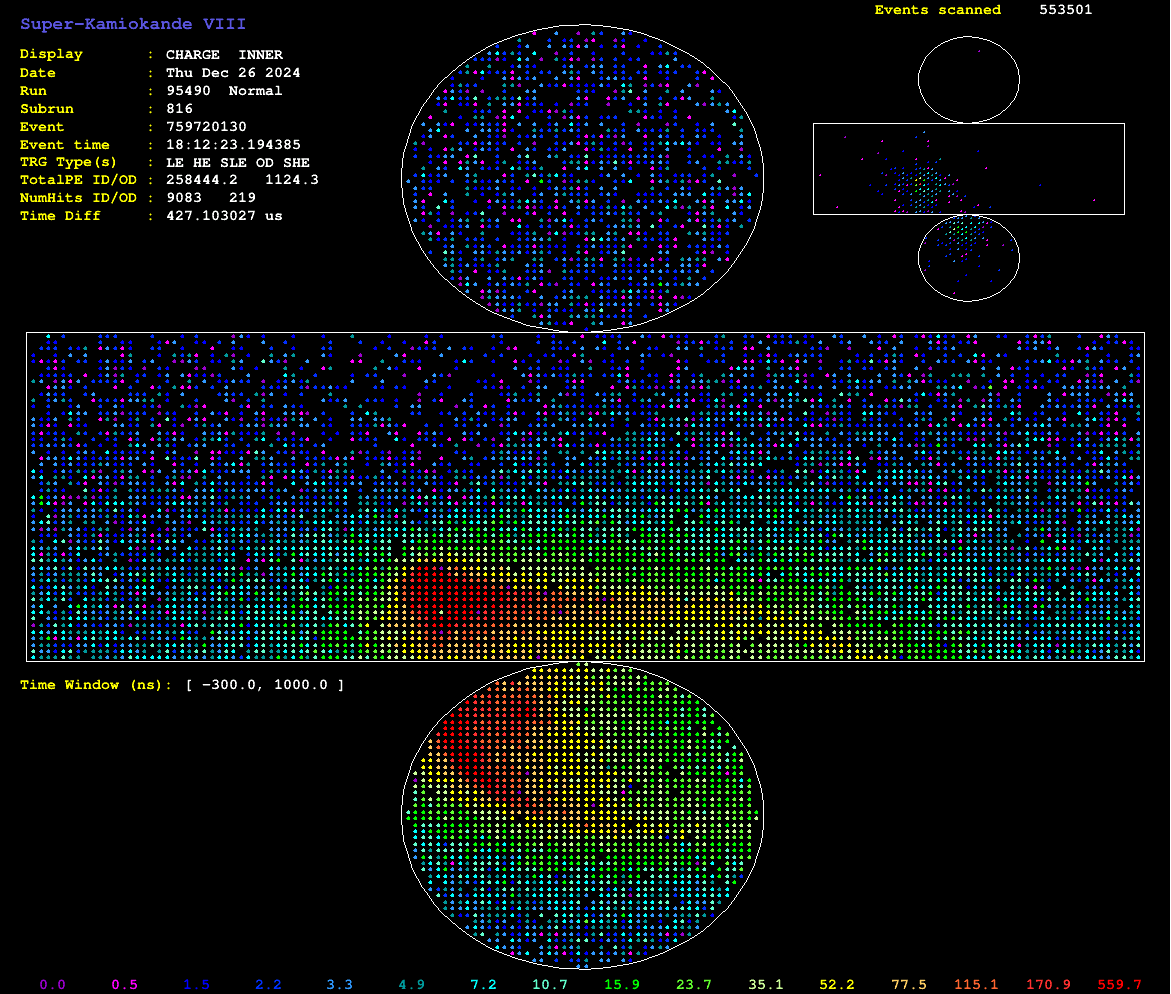 Super-Kamiokande VIII
Events scanned 553501
Display : CHARGE INNER
Date : Thu Dec 26 2024
Run : 95490 Normal
Subrun : 816
Event : 759720130
Event time : 18:12:23.194385
TRG Type(s) : LE HE SLE OD SHE
TotalPE ID/OD : 258444.2 1124.3
NumHits ID/OD : 9083 219
Time Diff : 427.103027 us
Time Window (ns): [ −300.0, 1000.0 ]
0.0 0.5 1.5 2.2 3.3 4.9 7.2 10.7 15.9 23.7 35.1 52.2 77.5 115.1 170.9 559.7